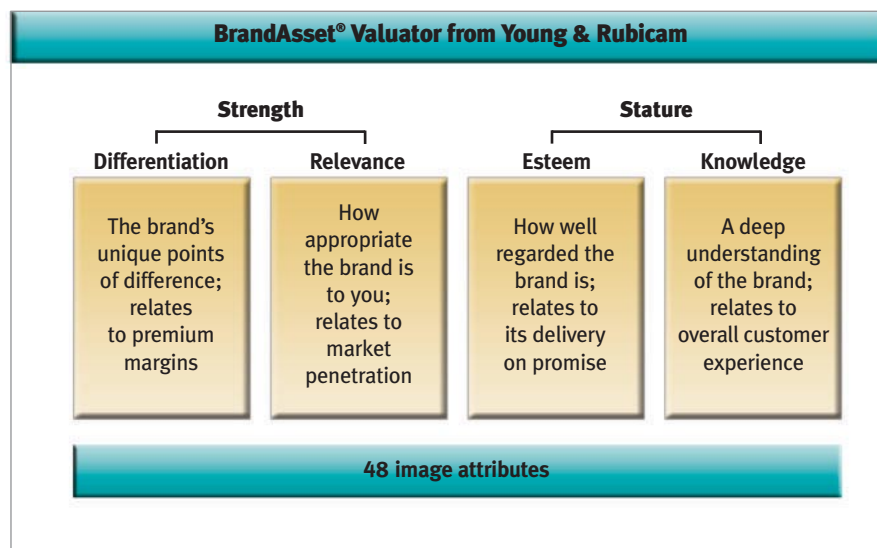 BrandAsset® Valuator from Young & Rubicam
Strength
Stature
Differentiation
Relevance
Esteem
Knowledge
The brand's
unique points
of difference;
relates
to premium
margins
How
appropriate
the brand is
to you;
relates to
market
penetration
How well
regarded the
brand is;
relates to
its delivery
on promise
A deep
understanding
of the brand;
relates to
overall customer
experience
48 image attributes